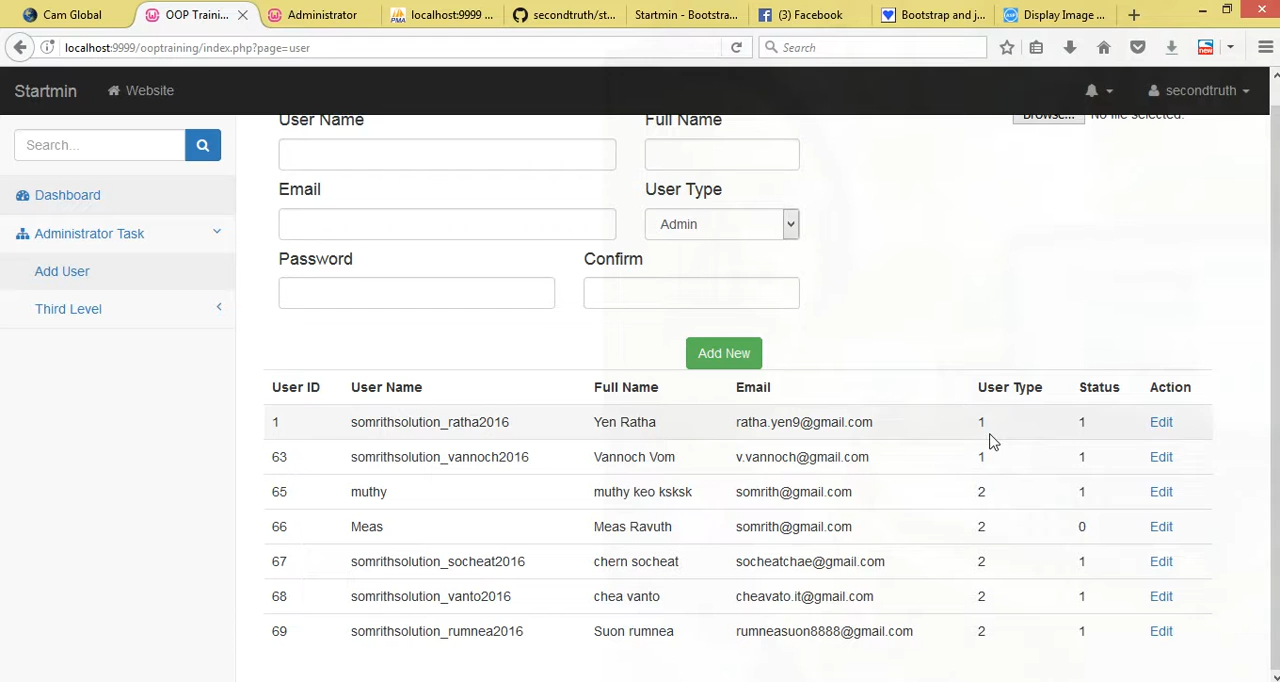 Cam Global
OOP Traini...
Administrator
localhost:9999 ...
secondtruth/st...
Startmin - Bootstra...
(3) Facebook
Bootstrap and j...
Display Image ...
localhost:9999/ooptraining/index.php?page=user
Search
Startmin
Website
secondtruth
Search...
Dashboard
Administrator Task
Add User
Third Level
User Name
Full Name
Browse...
No file selected.
Email
User Type
Admin
Password
Confirm
Add New
User ID User Name Full Name Email User Type Status Action
1 somrithsolution_ratha2016 Yen Ratha ratha.yen9@gmail.com 1 1 Edit
63 somrithsolution_vannoch2016 Vannoch Vom v.vannoch@gmail.com 1 1 Edit
65 muthy muthy keo ksksk somrith@gmail.com 2 1 Edit
66 Meas Meas Ravuth somrith@gmail.com 2 0 Edit
67 somrithsolution_socheat2016 chern socheat socheatchae@gmail.com 2 1 Edit
68 somrithsolution_vanto2016 chea vanto cheavato.it@gmail.com 2 1 Edit
69 somrithsolution_rumnea2016 Suon rumnea rumneasuon8888@gmail.com 2 1 Edit